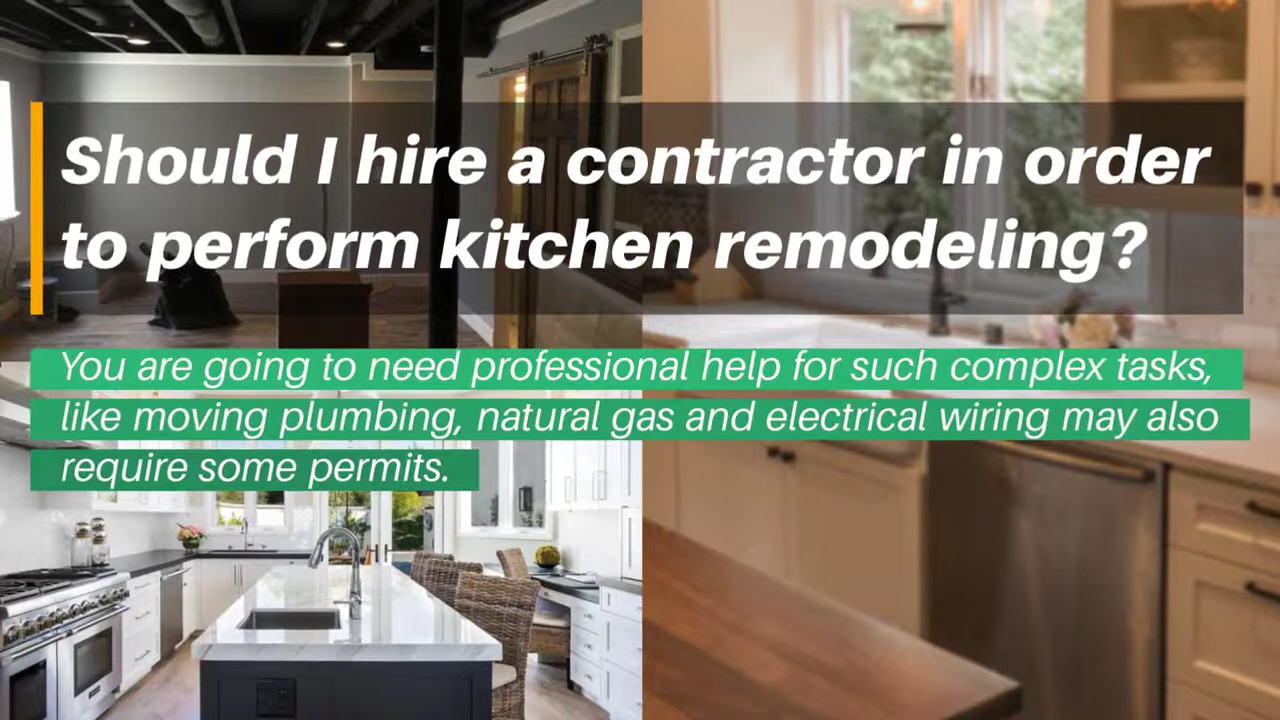 Should I hire a contractor in order
to perform kitchen remodeling?
You are going to need professional help for such complex tasks,
like moving plumbing, natural gas and electrical wiring may also
require some permits.